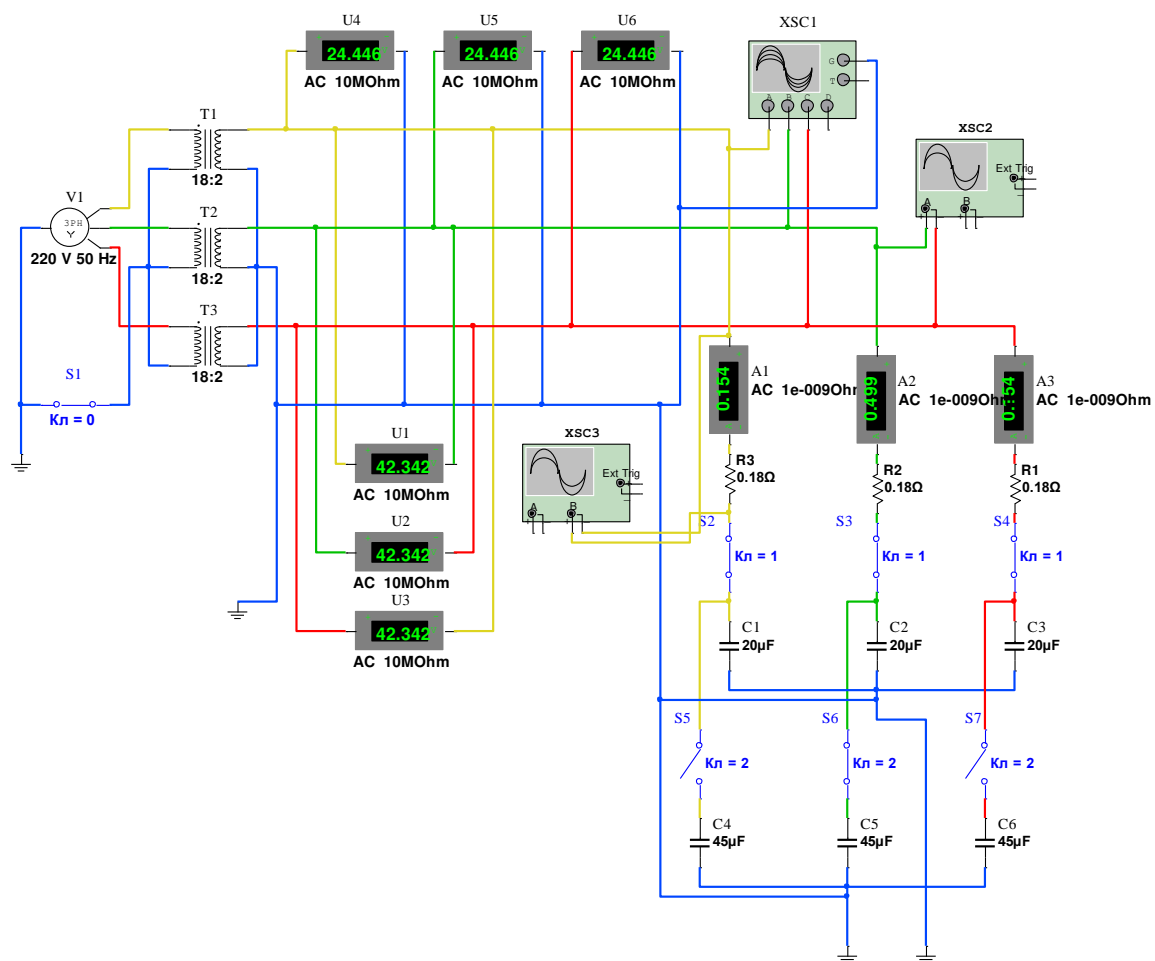 U4
24.446
AC 10MOhm
U5
24.446
AC 10MOhm
U6
24.446
AC 10MOhm
XSC1
G
T
A B C D
XSC2
Ext Trig
A
B
T1
18:2
V1
3PH
Y
220 V 50 Hz
T2
18:2
T3
18:2
S1
Кл = 0
U1
42.342
AC 10MOhm
U2
42.342
AC 10MOhm
U3
42.342
AC 10MOhm
XSC3
Ext Trig
A
B
A1
0.154
AC 1e-009Ohm
A2
0.499
AC 1e-009Ohm
A3
AC 1e-009Ohm
R3
0.18Ω
R2
0.18Ω
R1
0.18Ω
S2
Кл = 1
S3
Кл = 1
S4
Кл = 1
C1
20µF
C2
20µF
C3
20µF
S5
Кл = 2
S6
Кл = 2
S7
Кл = 2
C4
45µF
C5
45µF
C6
45µF